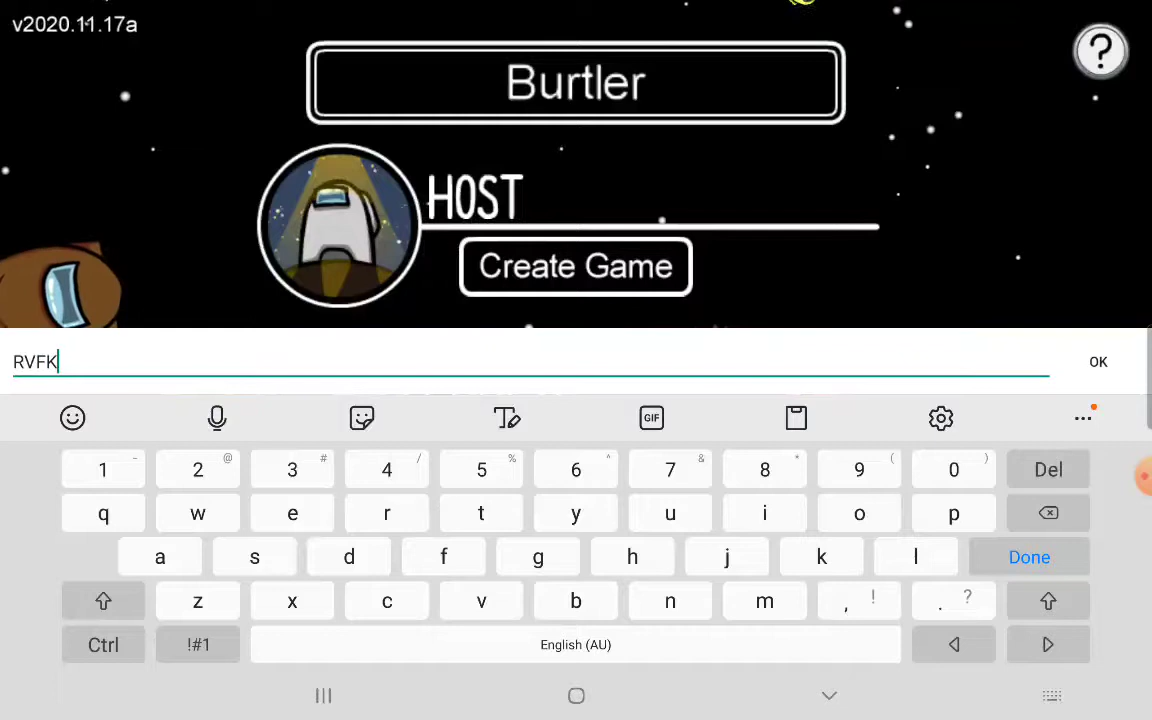 v2020.11.17a
?
Burtler
HOST
Create Game
RVFK
OK
GIF
1 - 2 @ 3 # 4 / 5 % 6 ^ 7 & 8 * 9 ( 0 ) Del
q w e r t y u i o p
a s d f g h j k l Done
z x c v b n m , ! . ?
Ctrl !#1 English (AU)